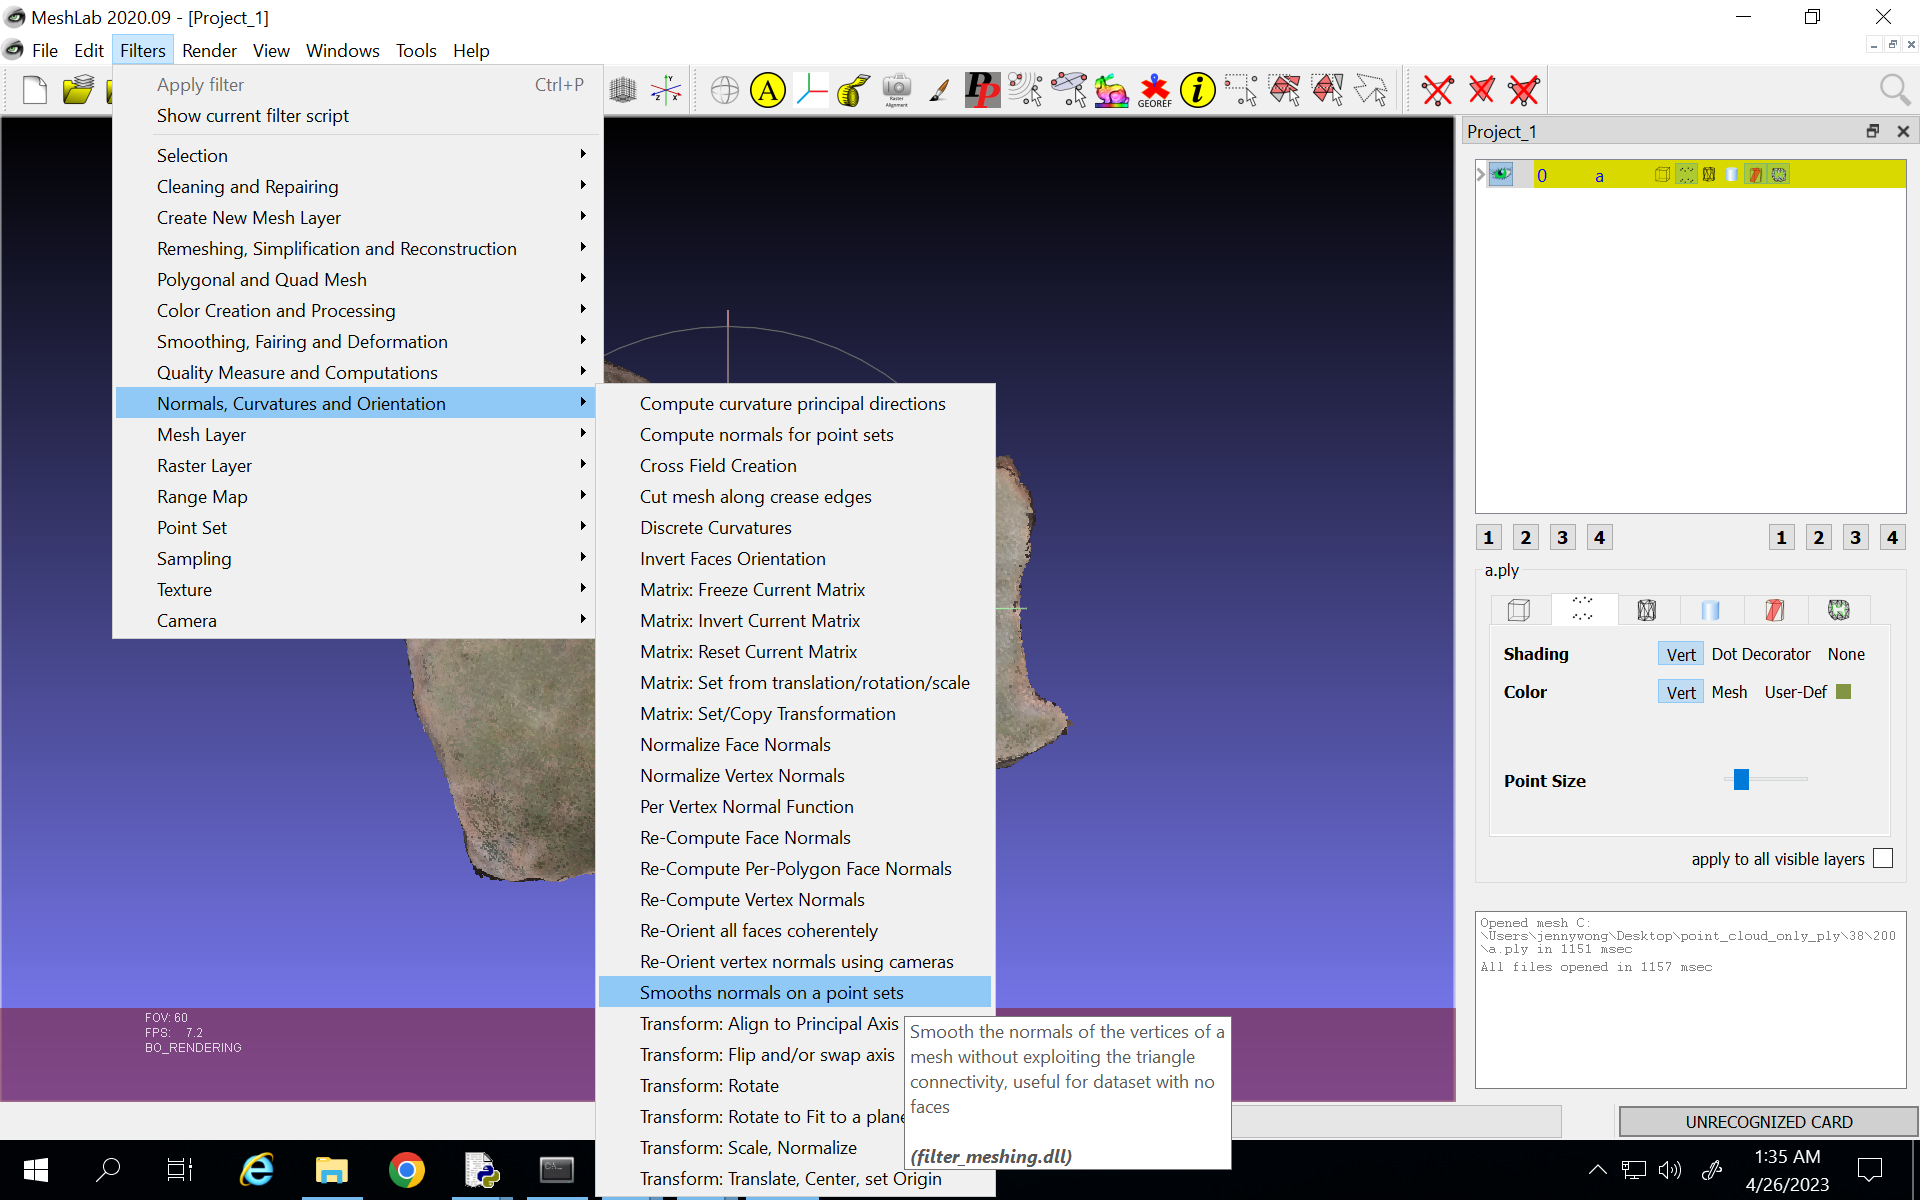 MeshLab 2020.09 - [Project_1]
File Edit Filters Render View Windows Tools Help
Apply filter Ctrl+P
Show current filter script
Selection
Cleaning and Repairing
Create New Mesh Layer
Remeshing, Simplification and Reconstruction
Polygonal and Quad Mesh
Color Creation and Processing
Smoothing, Fairing and Deformation
Quality Measure and Computations
Normals, Curvatures and Orientation
Mesh Layer
Raster Layer
Range Map
Point Set
Sampling
Texture
Camera
Compute curvature principal directions
Compute normals for point sets
Cross Field Creation
Cut mesh along crease edges
Discrete Curvatures
Invert Faces Orientation
Matrix: Freeze Current Matrix
Matrix: Invert Current Matrix
Matrix: Reset Current Matrix
Matrix: Set from translation/rotation/scale
Matrix: Set/Copy Transformation
Normalize Face Normals
Normalize Vertex Normals
Per Vertex Normal Function
Re-Compute Face Normals
Re-Compute Per-Polygon Face Normals
Re-Compute Vertex Normals
Re-Orient all faces coherentely
Re-Orient vertex normals using cameras
Smooths normals on a point sets
Transform: Align to Principal Axis
Transform: Flip and/or swap axis
Transform: Rotate
Transform: Rotate to Fit to a plane
Transform: Scale, Normalize
Transform: Translate, Center, set Origin
Smooth the normals of the vertices of a
mesh without exploiting the triangle
connectivity, useful for dataset with no
faces
(filter_meshing.dll)
FOV: 60
FPS: 7.2
BO_RENDERING
A
Pp
Raster
Alignment
GEOREF
i
Project_1
0 a
1 2 3 4 1 2 3 4
a.ply
Shading Vert Dot Decorator None
Color Vert Mesh User-Def
Point Size
apply to all visible layers
Opened mesh C:
\Users\jennywong\Desktop\point_cloud_only_ply\38\200
\a.ply in 1151 msec
All files opened in 1157 msec
UNRECOGNIZED CARD
1:35 AM
4/26/2023